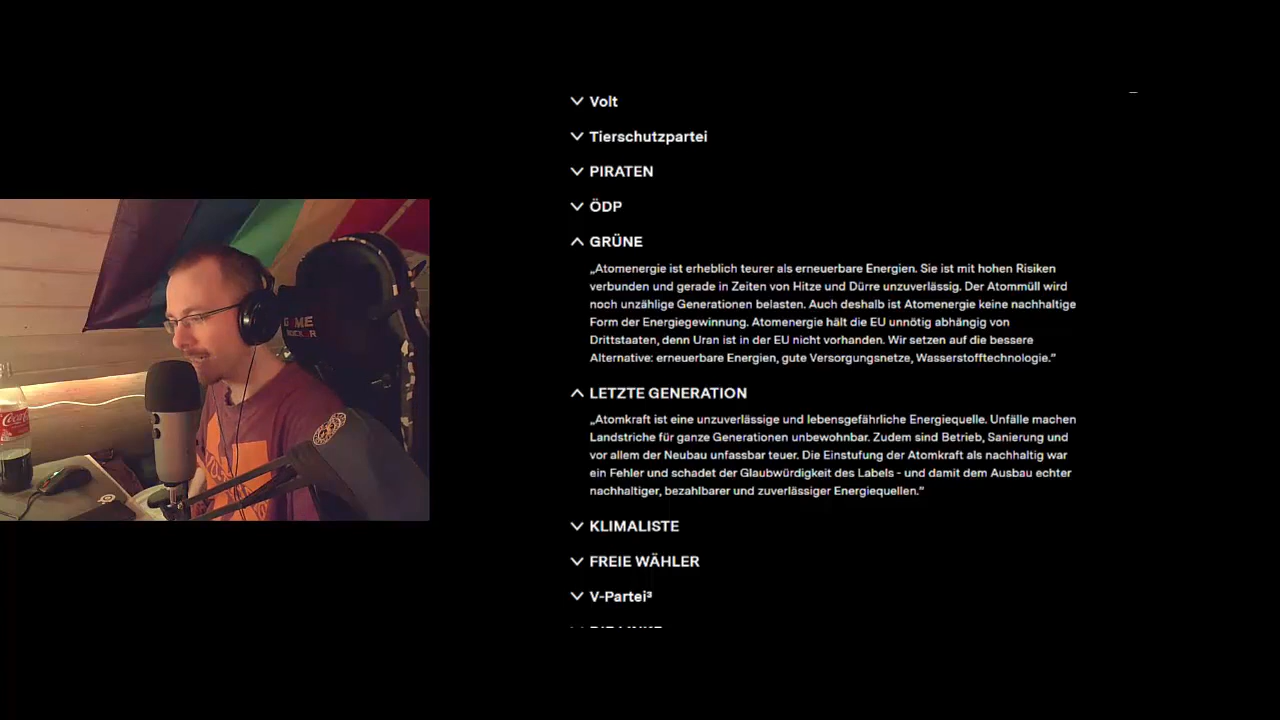 Volt
Tierschutzpartei
PIRATEN
ÖDP
GRÜNE
„Atomenergie ist erheblich teurer als erneuerbare Energien. Sie ist mit hohen Risiken
verbunden und gerade in Zeiten von Hitze und Dürre unzuverlässig. Der Atommüll wird
noch unzählige Generationen belasten. Auch deshalb ist Atomenergie keine nachhaltige
Form der Energiegewinnung. Atomenergie hält die EU unnötig abhängig von
Drittstaaten, denn Uran ist in der EU nicht vorhanden. Wir setzen auf die bessere
Alternative: erneuerbare Energien, gute Versorgungsnetze, Wasserstofftechnologie.”
LETZTE GENERATION
„Atomkraft ist eine unzuverlässige und lebensgefährliche Energiequelle. Unfälle machen
Landstriche für ganze Generationen unbewohnbar. Zudem sind Betrieb, Sanierung und
vor allem der Neubau unfassbar teuer. Die Einstufung der Atomkraft als nachhaltig war
ein Fehler und schadet der Glaubwürdigkeit des Labels - und damit dem Ausbau echter
nachhaltiger, bezahlbarer und zuverlässiger Energiequellen.”
KLIMALISTE
FREIE WÄHLER
V-Partei³